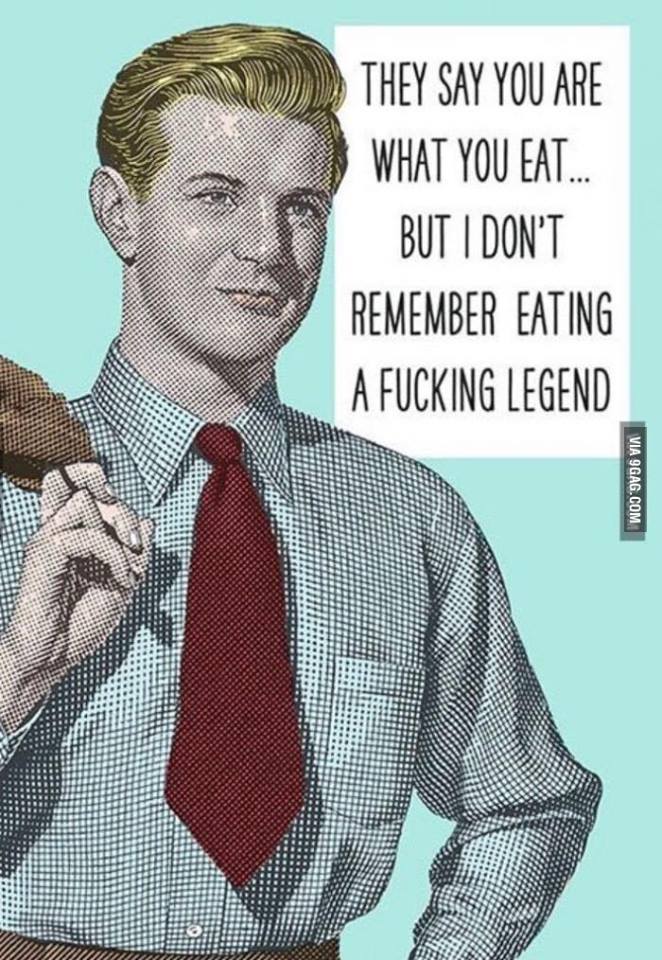 THEY SAY YOU ARE
WHAT YOU EAT...
BUT I DON'T
REMEMBER EATING
A FUCKING LEGEND
VIA 9GAG.COM